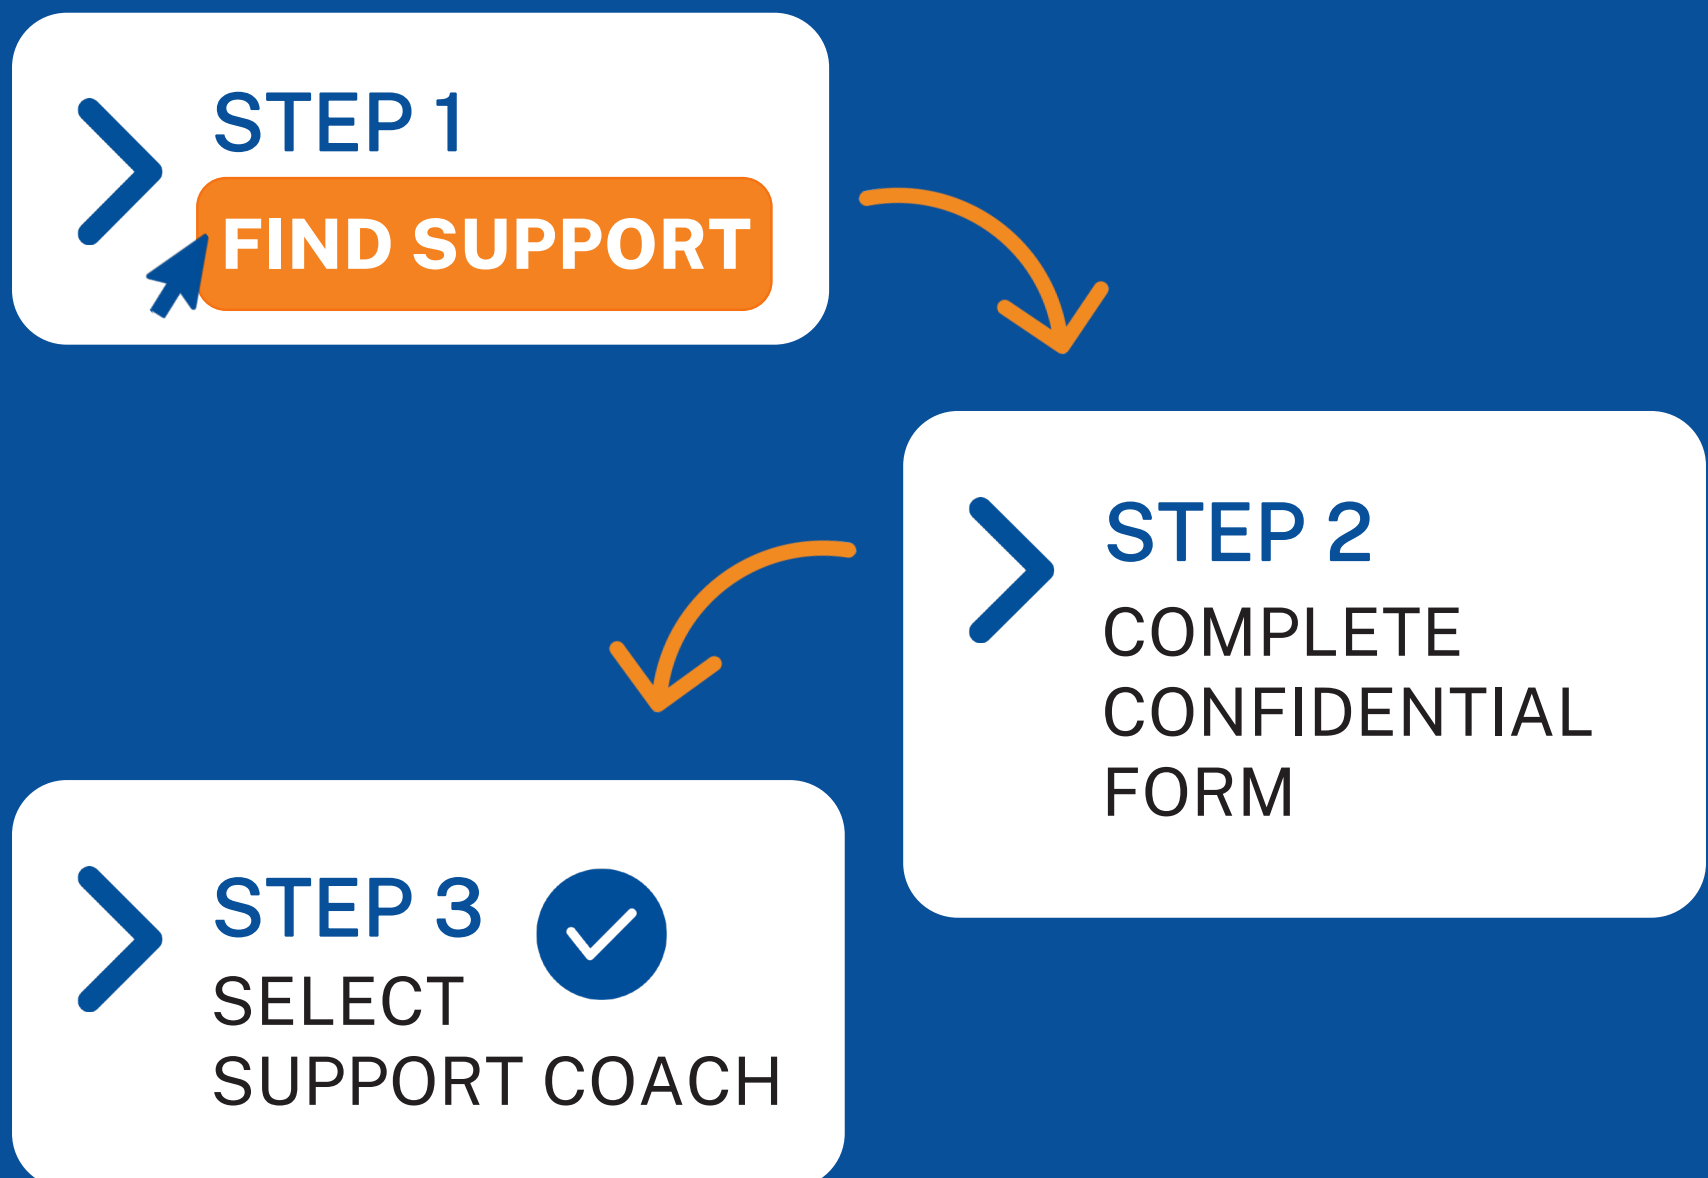 STEP 1
FIND SUPPORT
STEP 2
COMPLETE
CONFIDENTIAL
FORM
STEP 3
SELECT
SUPPORT COACH